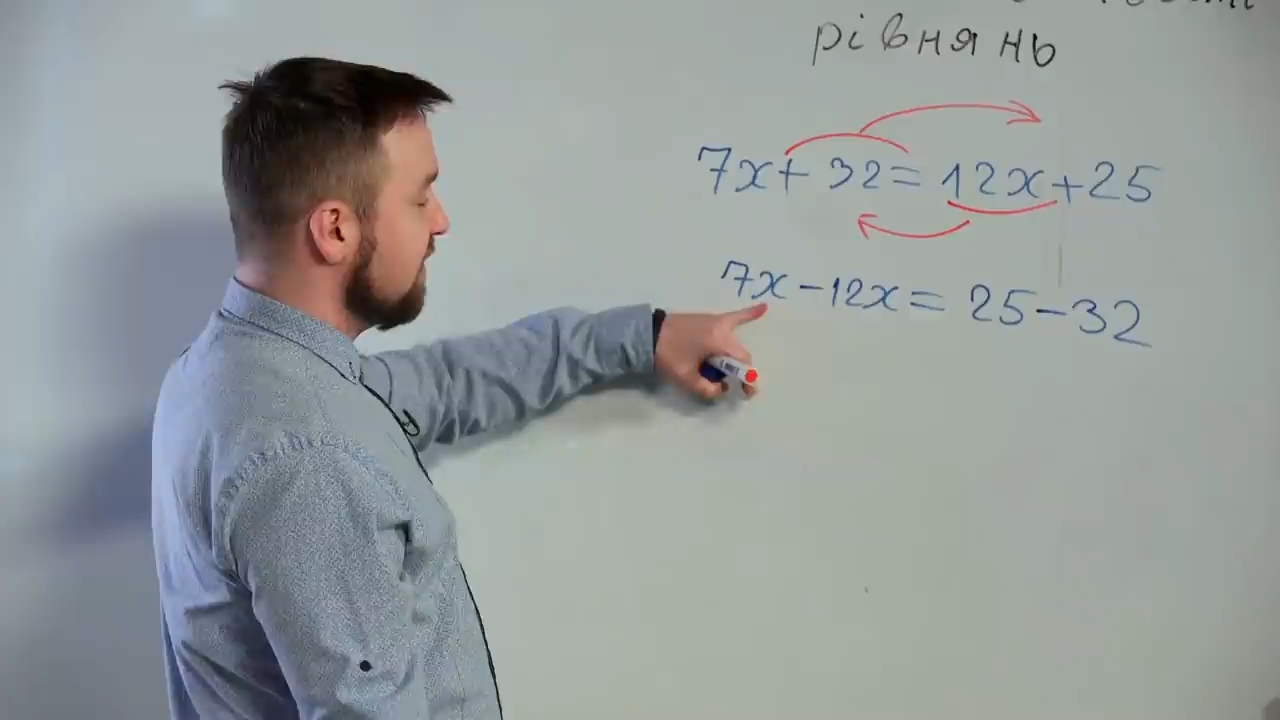 рівнянь
7x + 32 = 12x + 25
7x - 12x = 25 - 32